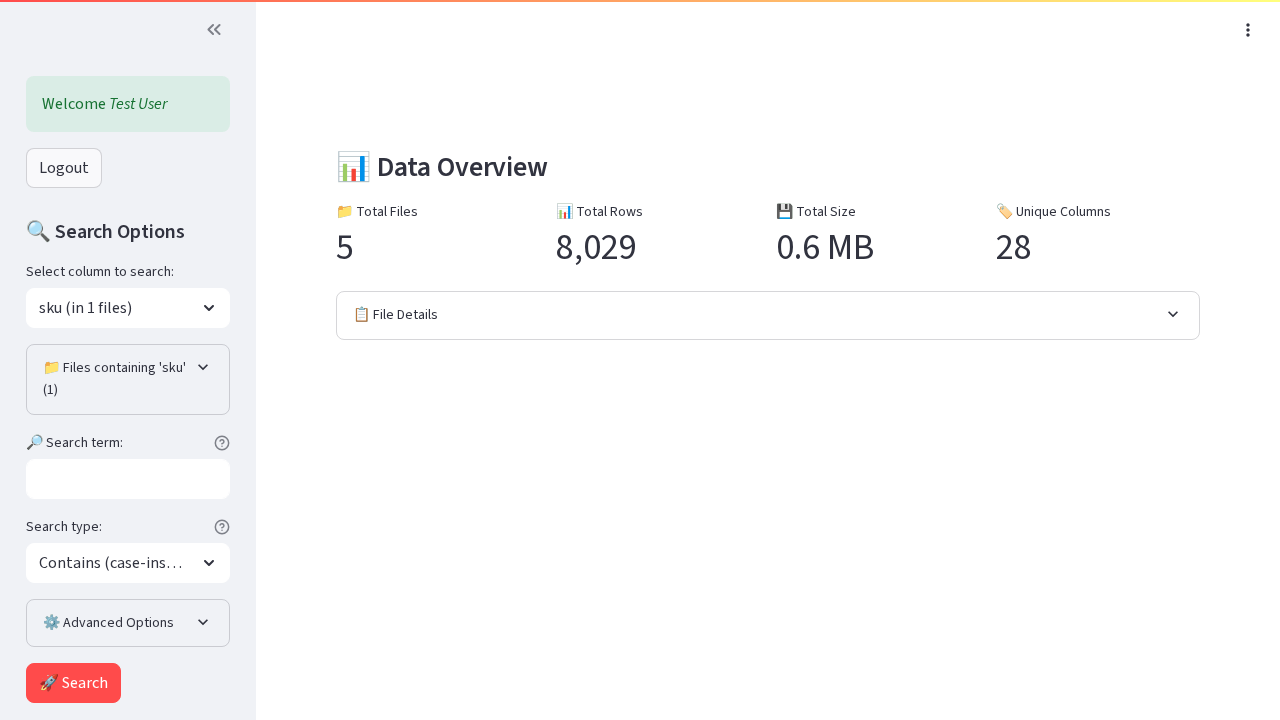 Welcome Test User
Logout
🔍 Search Options
Select column to search:
sku (in 1 files)
📁 Files containing 'sku'
(1)
🔎 Search term:
Search type:
Contains (case-ins…
⚙️ Advanced Options
🚀 Search
📊 Data Overview
📁 Total Files
5
📊 Total Rows
8,029
💾 Total Size
0.6 MB
🏷️ Unique Columns
28
📋 File Details